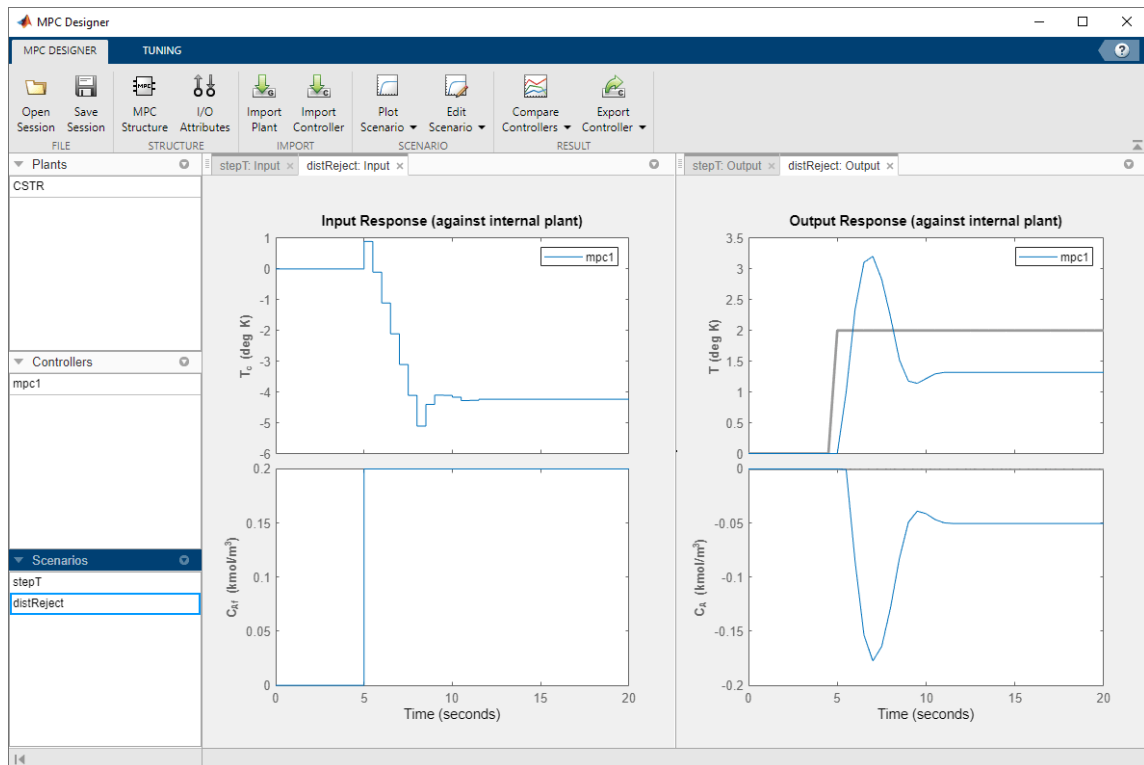 MPC Designer
MPC DESIGNER TUNING
?
Open Session
Save Session
MPC Structure
I/O Attributes
Import Plant
Import Controller
Plot Scenario
Edit Scenario
Compare Controllers
Export Controller
FILE STRUCTURE IMPORT SCENARIO RESULT
Plants
CSTR
Controllers
mpc1
Scenarios
stepT
distReject
stepT: Input × distReject: Input ×
Input Response (against internal plant)
mpc1
T_c (deg K)
1
0
-1
-2
-3
-4
-5
-6
C_Af (kmol/m³)
0.2
0.15
0.1
0.05
0
0 5 10 15 20
Time (seconds)
stepT: Output × distReject: Output ×
Output Response (against internal plant)
mpc1
T (deg K)
3.5
3
2.5
2
1.5
1
0.5
0
C_A (kmol/m³)
0
-0.05
-0.1
-0.15
-0.2
0 5 10 15 20
Time (seconds)